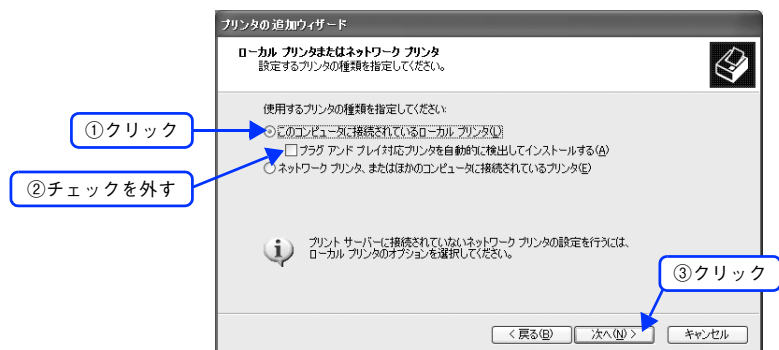 プリンタの追加ウィザード
ローカル プリンタまたはネットワーク プリンタ
設定するプリンタの種類を指定してください。
使用するプリンタの種類を指定してください:
①クリック
このコンピュータに接続されているローカル プリンタ(L)
プラグ アンド プレイ対応プリンタを自動的に検出してインストールする(A)
②チェックを外す
ネットワーク プリンタ、またはほかのコンピュータに接続されているプリンタ(E)
プリント サーバーに接続されていないネットワーク プリンタの設定を行うには、
ローカル プリンタのオプションを選択してください。
③クリック
< 戻る(B)
次へ(N) >
キャンセル